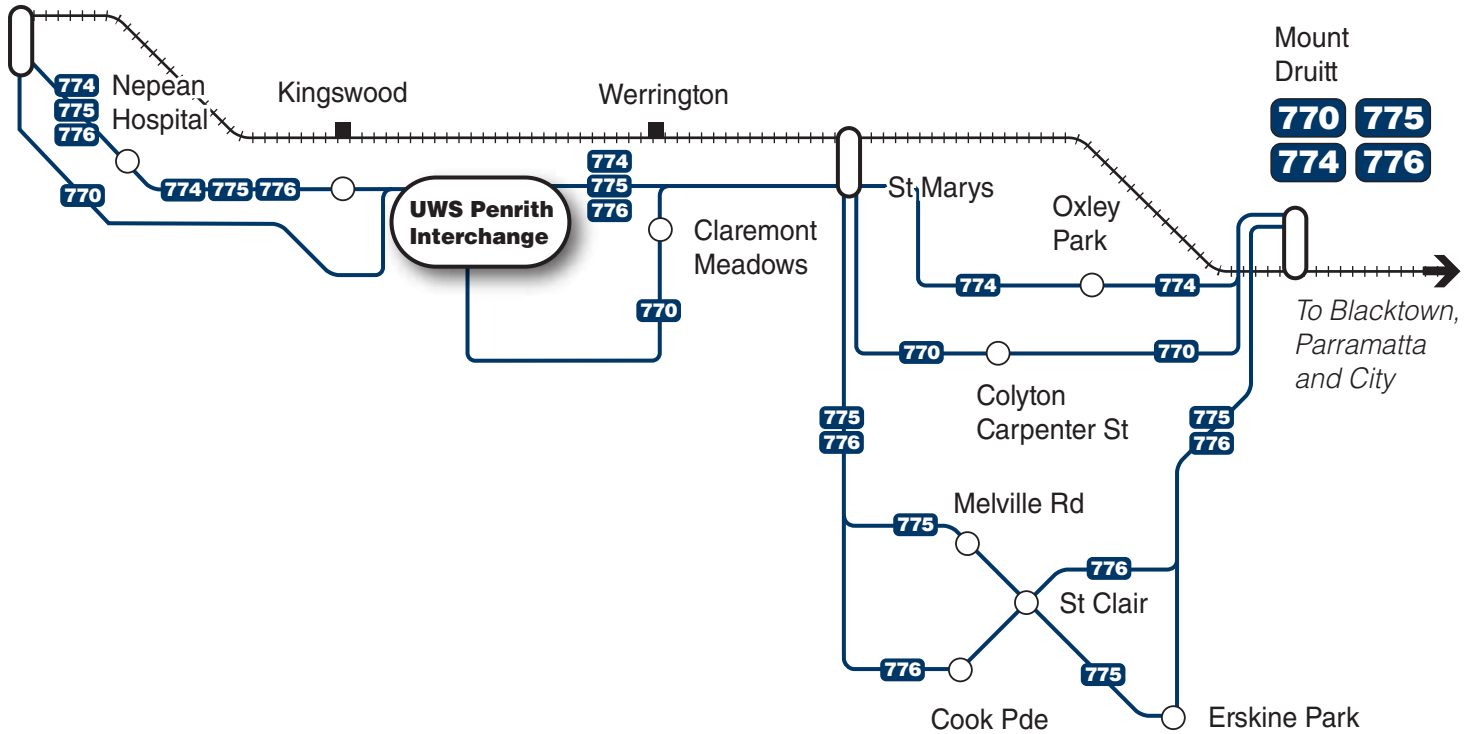 Mount
Druitt
770 775
774 776
774
775
776
Nepean
Hospital
Kingswood
Werrington
770
774 775 776
UWS Penrith
Interchange
774
775
776
St Marys
Claremont
Meadows
770
Oxley
Park
774
774
To Blacktown,
Parramatta
and City
770
770
Colyton
Carpenter St
775
776
775
776
Melville Rd
775
776
St Clair
776
775
Cook Pde
Erskine Park